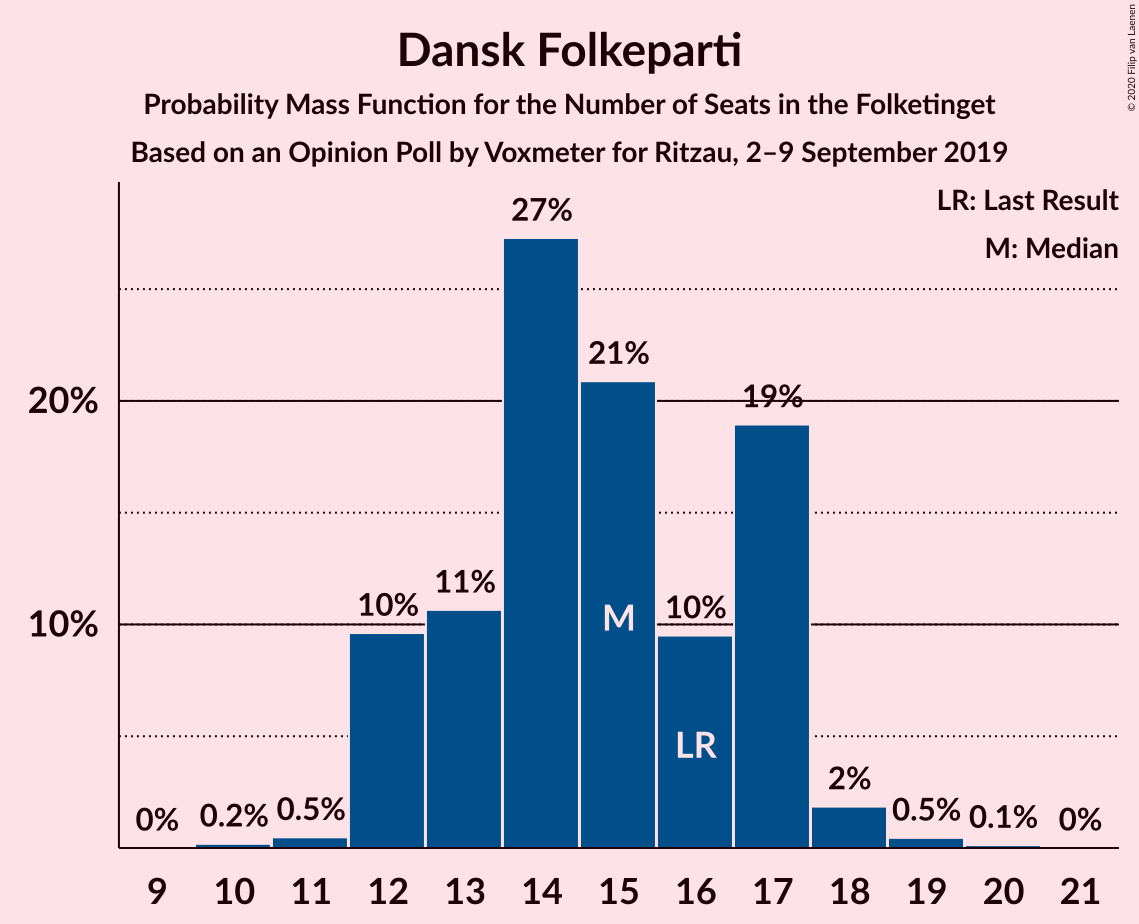 Dansk Folkeparti
Probability Mass Function for the Number of Seats in the Folketinget
Based on an Opinion Poll by Voxmeter for Ritzau, 2–9 September 2019
© 2020 Filip van Laenen
LR: Last Result
M: Median
27%
21%
20%
19%
11%
10%
10%
10%
M
LR
0%
0.2%
0.5%
2%
0.5%
0.1%
0%
9 10 11 12 13 14 15 16 17 18 19 20 21